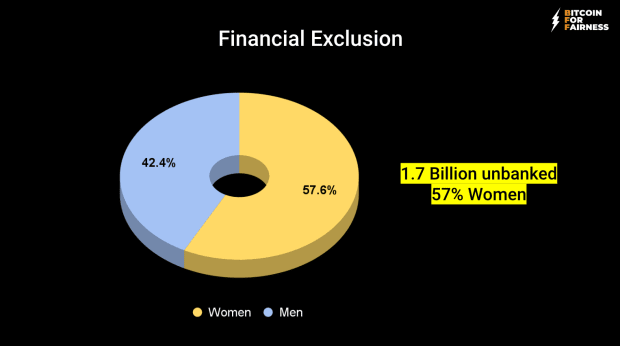 BITCOIN
FOR
FAIRNESS
Financial Exclusion
42.4%
57.6%
1.7 Billion unbanked
57% Women
Women
Men